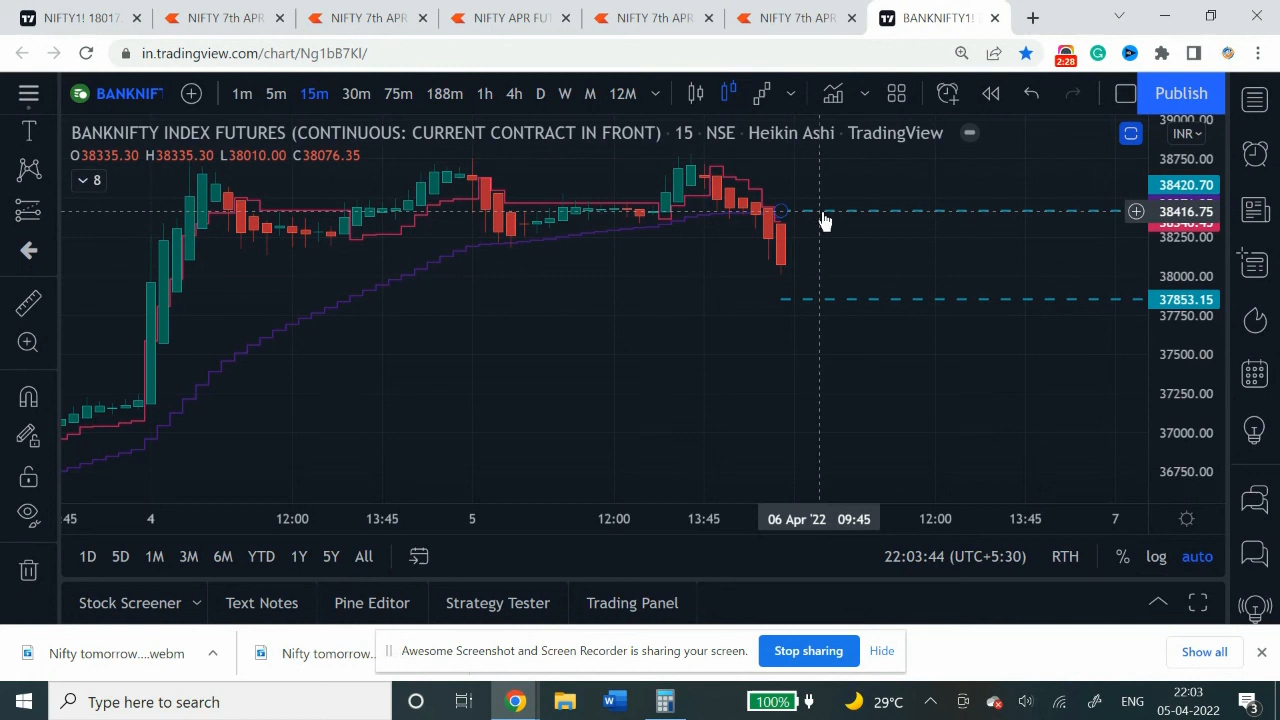 NIFTY1! 18017
NIFTY 7th APR
NIFTY 7th APR
NIFTY APR FU
NIFTY 7th APR
NIFTY 7th APR
BANKNIFTY1!
in.tradingview.com/chart/Ng1bB7Kl/
2:28
BANKNIFT
1m 5m 15m 30m 75m 188m 1h 4h D W M 12M
Publish
BANKNIFTY INDEX FUTURES (CONTINUOUS: CURRENT CONTRACT IN FRONT) · 15 · NSE · Heikin Ashi · TradingView
INR
O38335.30 H38335.30 L38010.00 C38076.35
8
39000.00
38750.00
38420.70
38416.75
38250.00
38000.00
37853.15
37750.00
37500.00
37250.00
37000.00
36750.00
:45 4 12:00 13:45 5 12:00 13:45 06 Apr '22 09:45 12:00 13:45 7
1D 5D 1M 3M 6M YTD 1Y 5Y All
22:03:44 (UTC+5:30) RTH % log auto
Stock Screener Text Notes Pine Editor Strategy Tester Trading Panel
Nifty tomorrow....webm
Nifty tomorrow..
Awesome Screenshot and Screen Recorder is sharing your screen.
Stop sharing
Hide
Show all
Type here to search
100%
29°C
ENG
22:03
05-04-2022
3